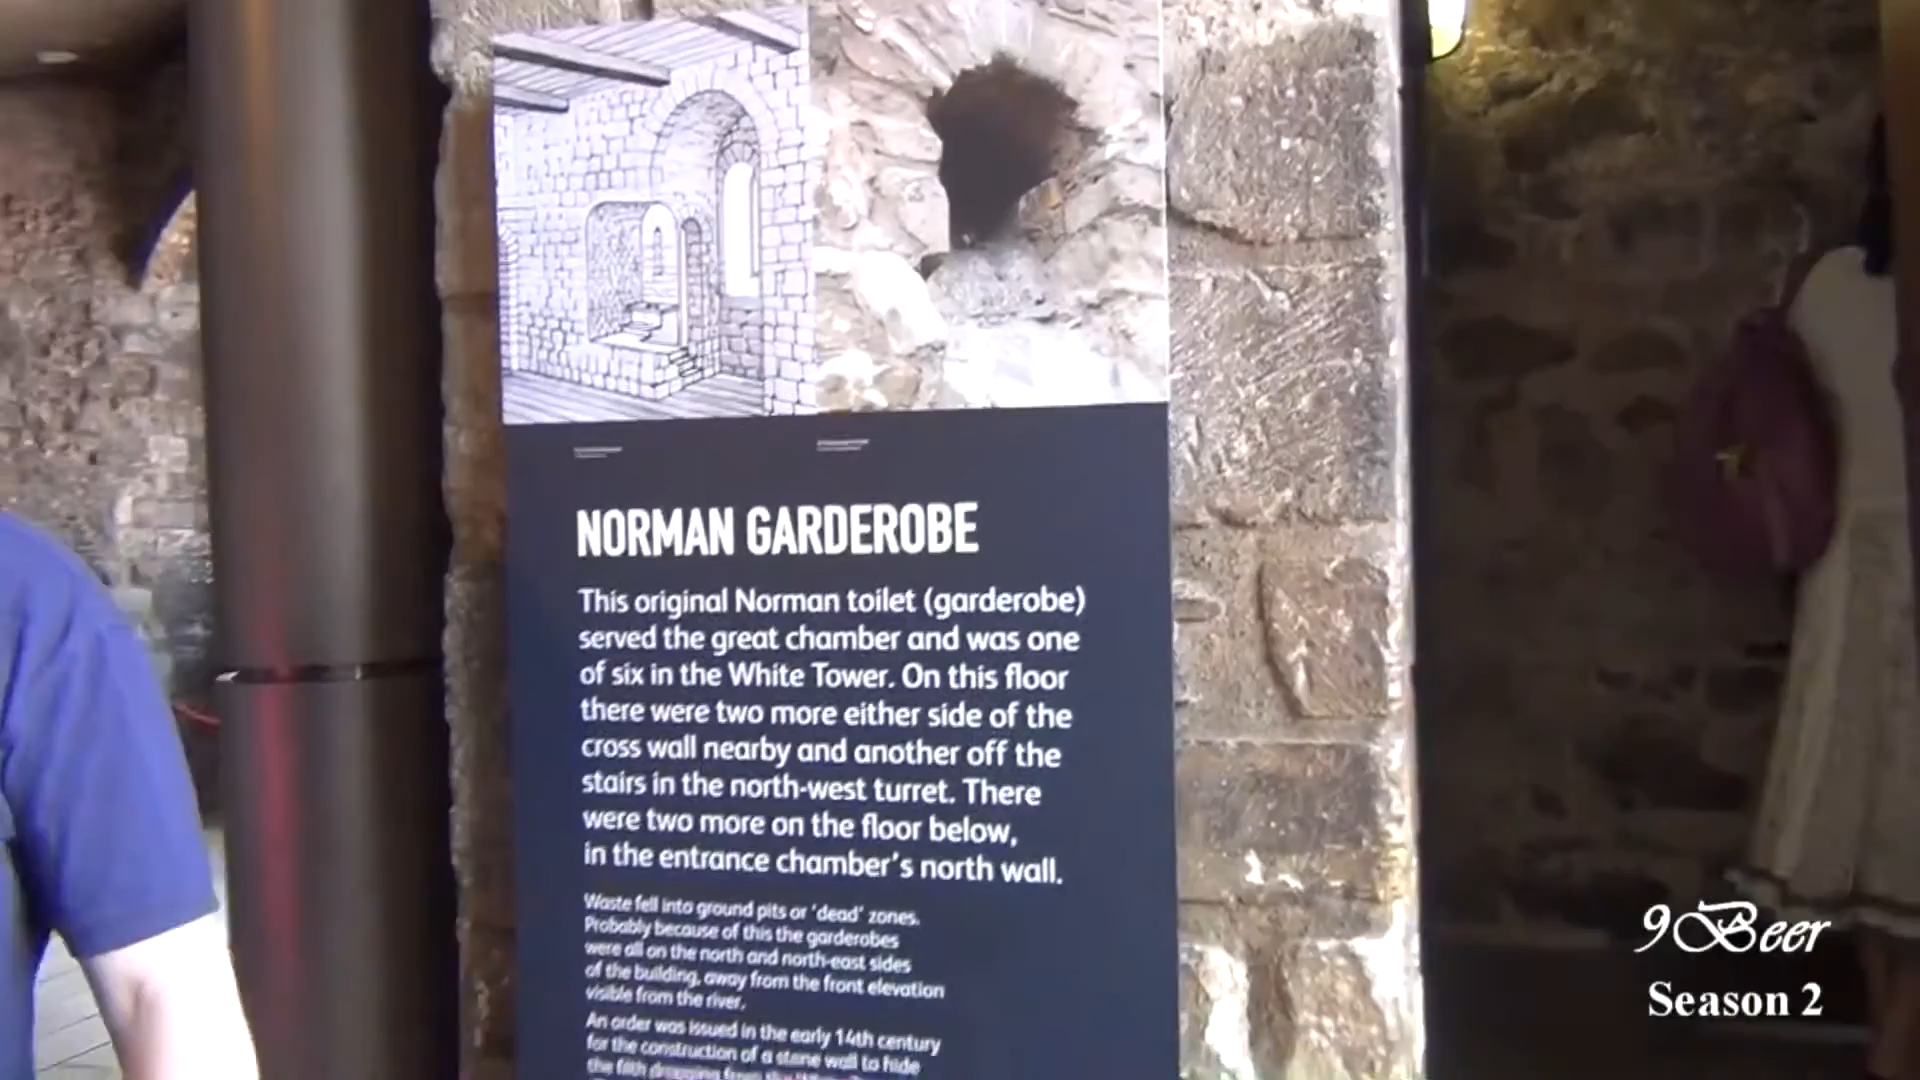 NORMAN GARDEROBE
This original Norman toilet (garderobe)
served the great chamber and was one
of six in the White Tower. On this floor
there were two more either side of the
cross wall nearby and another off the
stairs in the north-west turret. There
were two more on the floor below,
in the entrance chamber's north wall.
Waste fell into ground pits or 'dead' zones.
Probably because of this the garderobes
were all on the north and north-east sides
of the building, away from the front elevation
visible from the river.
An order was issued in the early 14th century
for the construction of a stone wall to hide
the filth dropping from the
9Beer
Season 2